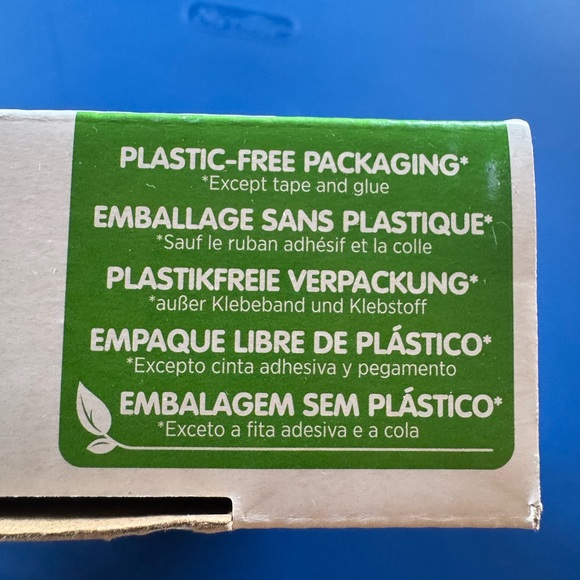 PLASTIC-FREE PACKAGING*
*Except tape and glue
EMBALLAGE SANS PLASTIQUE*
*Sauf le ruban adhésif et la colle
PLASTIKFREIE VERPACKUNG*
*außer Klebeband und Klebstoff
EMPAQUE LIBRE DE PLÁSTICO*
*Excepto cinta adhesiva y pegamento
EMBALAGEM SEM PLÁSTICO*
*Exceto a fita adesiva e a cola